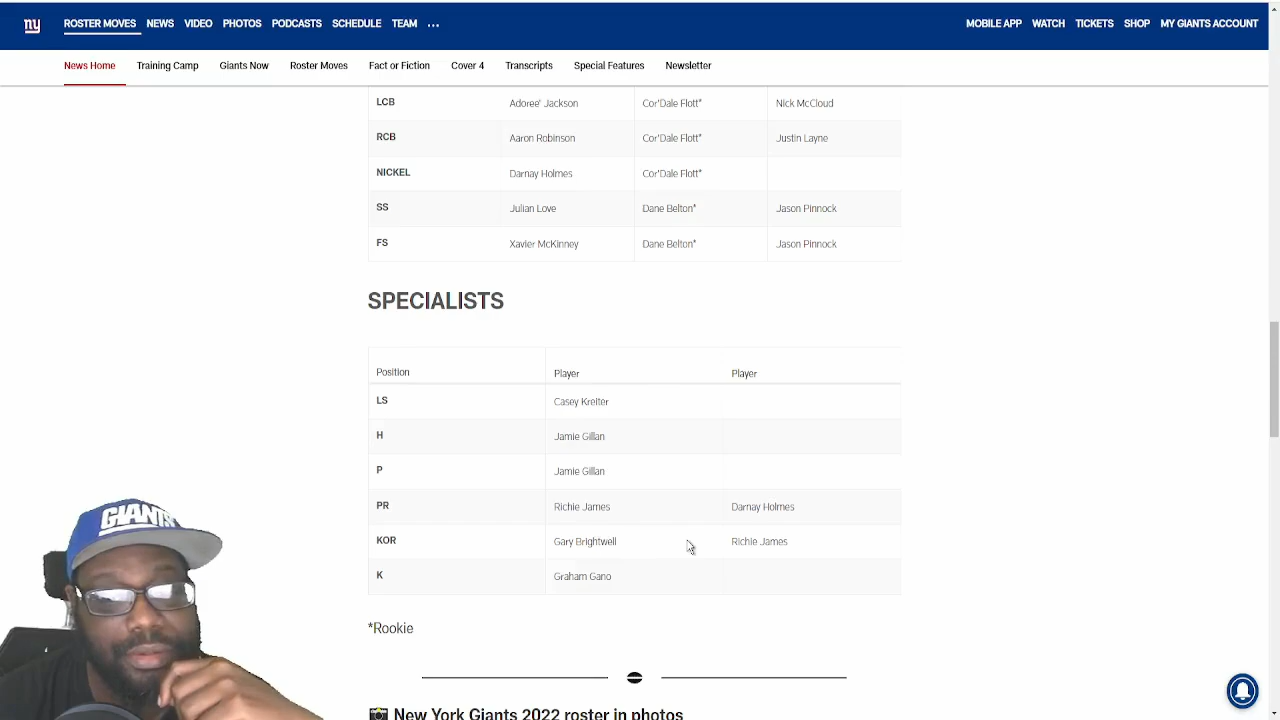 ny ROSTER MOVES NEWS VIDEO PHOTOS PODCASTS SCHEDULE TEAM ... MOBILE APP WATCH TICKETS SHOP MY GIANTS ACCOUNT
News Home Training Camp Giants Now Roster Moves Fact or Fiction Cover 4 Transcripts Special Features Newsletter
LCB Adoree' Jackson Cor'Dale Flott* Nick McCloud
RCB Aaron Robinson Cor'Dale Flott* Justin Layne
NICKEL Darnay Holmes Cor'Dale Flott*
SS Julian Love Dane Belton* Jason Pinnock
FS Xavier McKinney Dane Belton* Jason Pinnock
SPECIALISTS
Position Player Player
LS Casey Kreiter
H Jamie Gillan
P Jamie Gillan
PR Richie James Darnay Holmes
KOR Gary Brightwell Richie James
K Graham Gano
*Rookie
New York Giants 2022 roster in photos
GIANTS